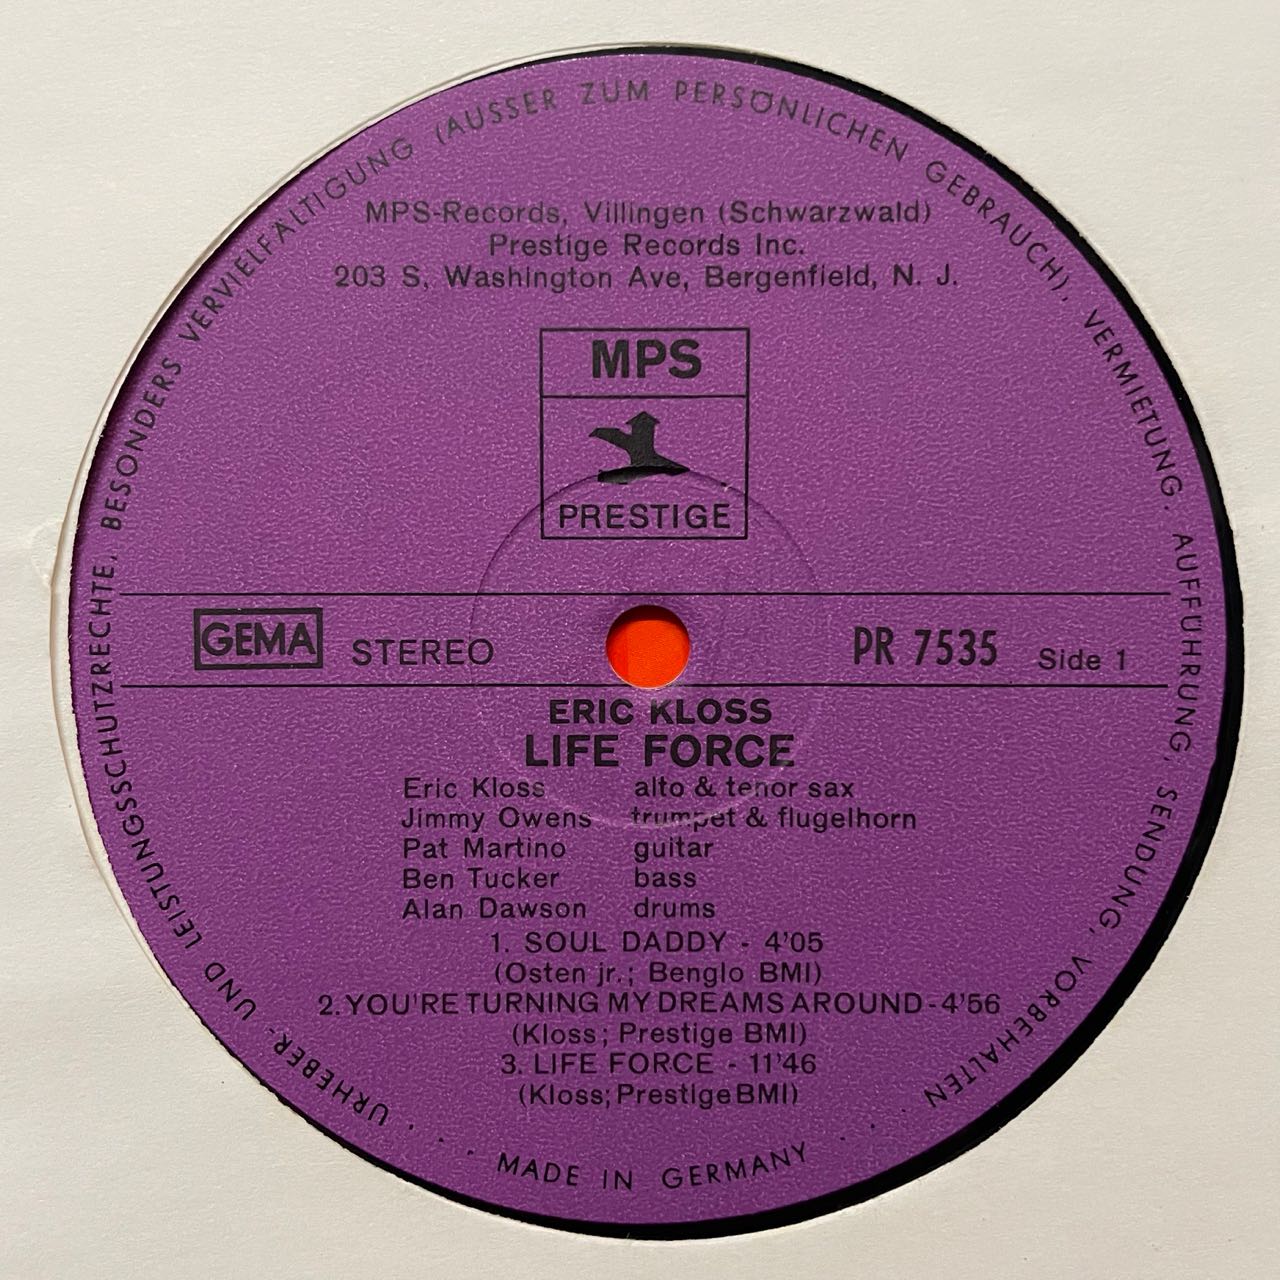 URHEBER- UND LEISTUNGSSCHUTZRECHTE, BESONDERS VERVIELFÄLTIGUNG (AUSSER ZUM PERSÖNLICHEN GEBRAUCH), VERMIETUNG, AUFFÜHRUNG, SENDUNG, VORBEHALTEN
MPS-Records, Villingen (Schwarzwald)
Prestige Records Inc.
203 S, Washington Ave, Bergenfield, N. J.
MPS
PRESTIGE
GEMA STEREO PR 7535 Side 1
ERIC KLOSS
LIFE FORCE
Eric Kloss alto & tenor sax
Jimmy Owens trumpet & flugelhorn
Pat Martino guitar
Ben Tucker bass
Alan Dawson drums
1. SOUL DADDY - 4'05
(Osten jr.; Benglo BMI)
2. YOU'RE TURNING MY DREAMS AROUND - 4'56
(Kloss; Prestige BMI)
3. LIFE FORCE - 11'46
(Kloss; Prestige BMI)
. . . MADE IN GERMANY . . .